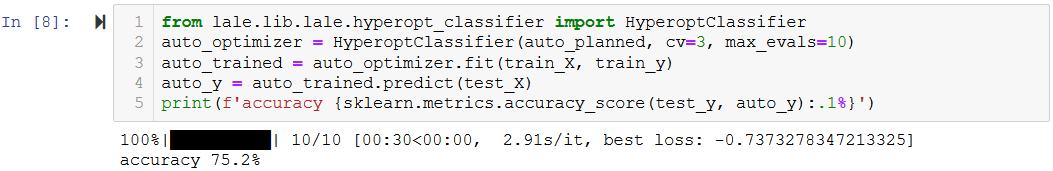 In [8]:
1 from lale.lib.lale.hyperopt_classifier import HyperoptClassifier
2 auto_optimizer = HyperoptClassifier(auto_planned, cv=3, max_evals=10)
3 auto_trained = auto_optimizer.fit(train_X, train_y)
4 auto_y = auto_trained.predict(test_X)
5 print(f'accuracy {sklearn.metrics.accuracy_score(test_y, auto_y):.1%}')
100%|██████████| 10/10 [00:30<00:00, 2.91s/it, best loss: -0.7373278347213325]
accuracy 75.2%